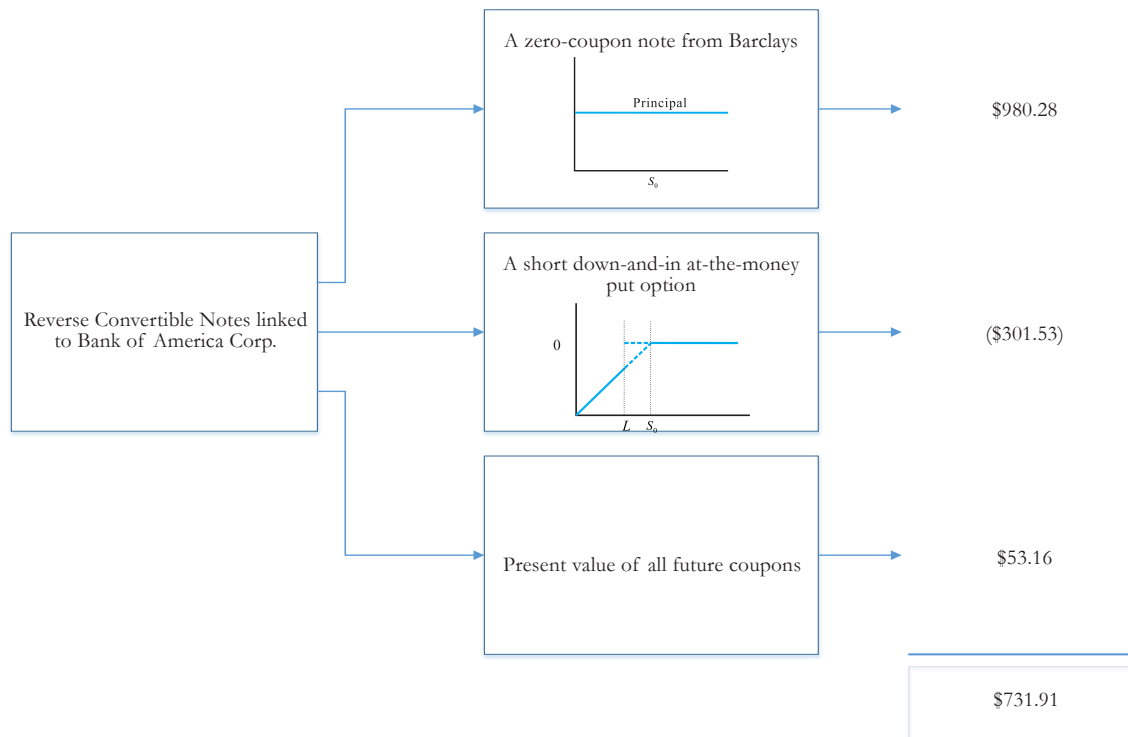 A zero-coupon note from Barclays
Principal
S₀
$980.28
Reverse Convertible Notes linked
to Bank of America Corp.
A short down-and-in at-the-money
put option
0
L S₀
($301.53)
Present value of all future coupons
$53.16
$731.91